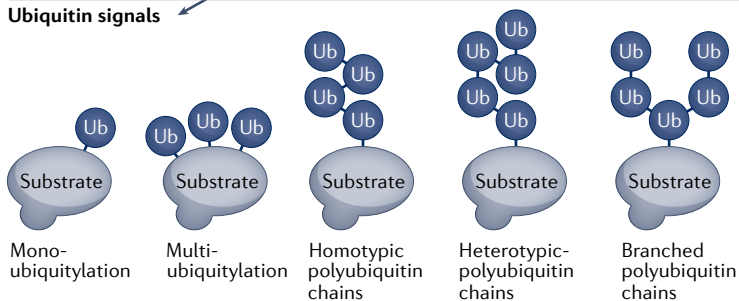 Ubiquitin signals
Ub
Substrate
Mono-
ubiquitylation
Ub
Ub
Ub
Substrate
Multi-
ubiquitylation
Ub
Ub
Ub
Ub
Substrate
Homotypic
polyubiquitin
chains
Ub
Ub
Ub
Ub
Ub
Substrate
Heterotypic-
polyubiquitin
chains
Ub
Ub
Ub
Ub
Ub
Substrate
Branched
polyubiquitin
chains